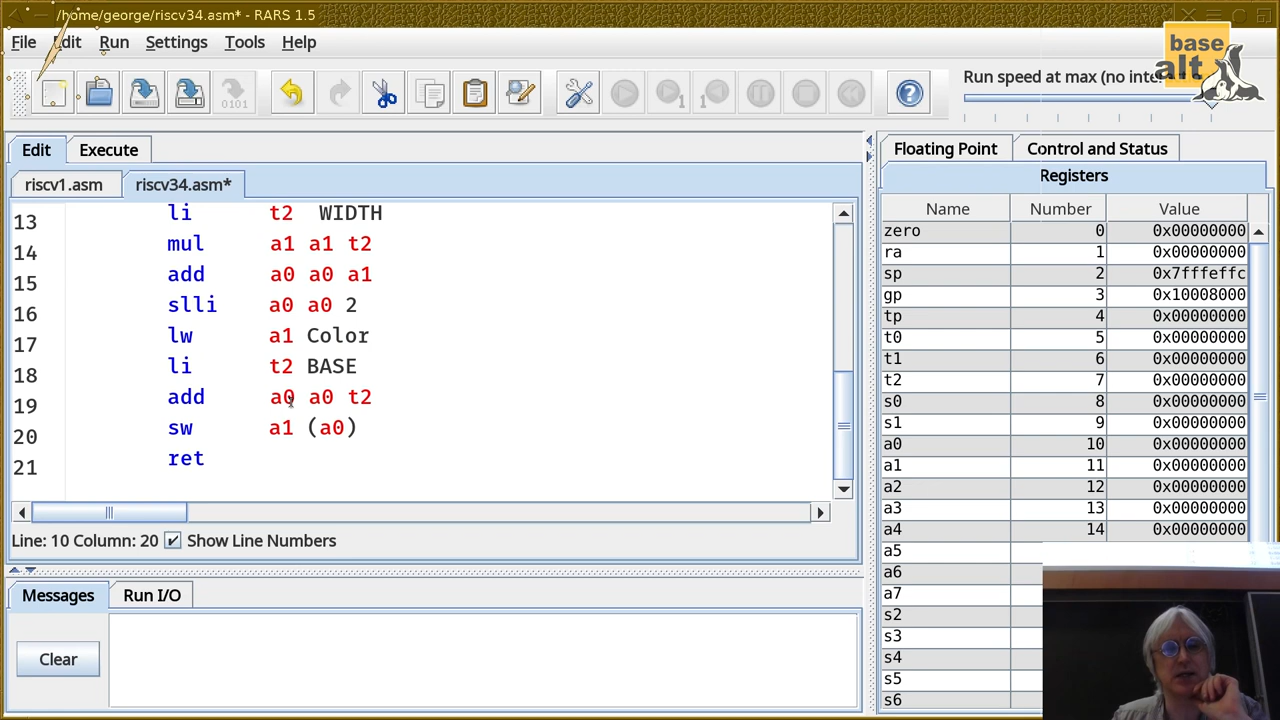 /home/george/riscv34.asm* - RARS 1.5
File Edit Run Settings Tools Help
base alt
Run speed at max (no inte
Edit Execute
riscv1.asm riscv34.asm*
13 li t2 WIDTH
14 mul a1 a1 t2
15 add a0 a0 a1
16 slli a0 a0 2
17 lw a1 Color
18 li t2 BASE
19 add a0 a0 t2
20 sw a1 (a0)
21 ret
Line: 10 Column: 20 Show Line Numbers
Messages Run I/O
Clear
Floating Point Control and Status
Registers
Name Number Value
zero 0 0x00000000
ra 1 0x00000000
sp 2 0x7fffeffc
gp 3 0x10008000
tp 4 0x00000000
t0 5 0x00000000
t1 6 0x00000000
t2 7 0x00000000
s0 8 0x00000000
s1 9 0x00000000
a0 10 0x00000000
a1 11 0x00000000
a2 12 0x00000000
a3 13 0x00000000
a4 14 0x00000000
a5
a6
a7
s2
s3
s4
s5
s6